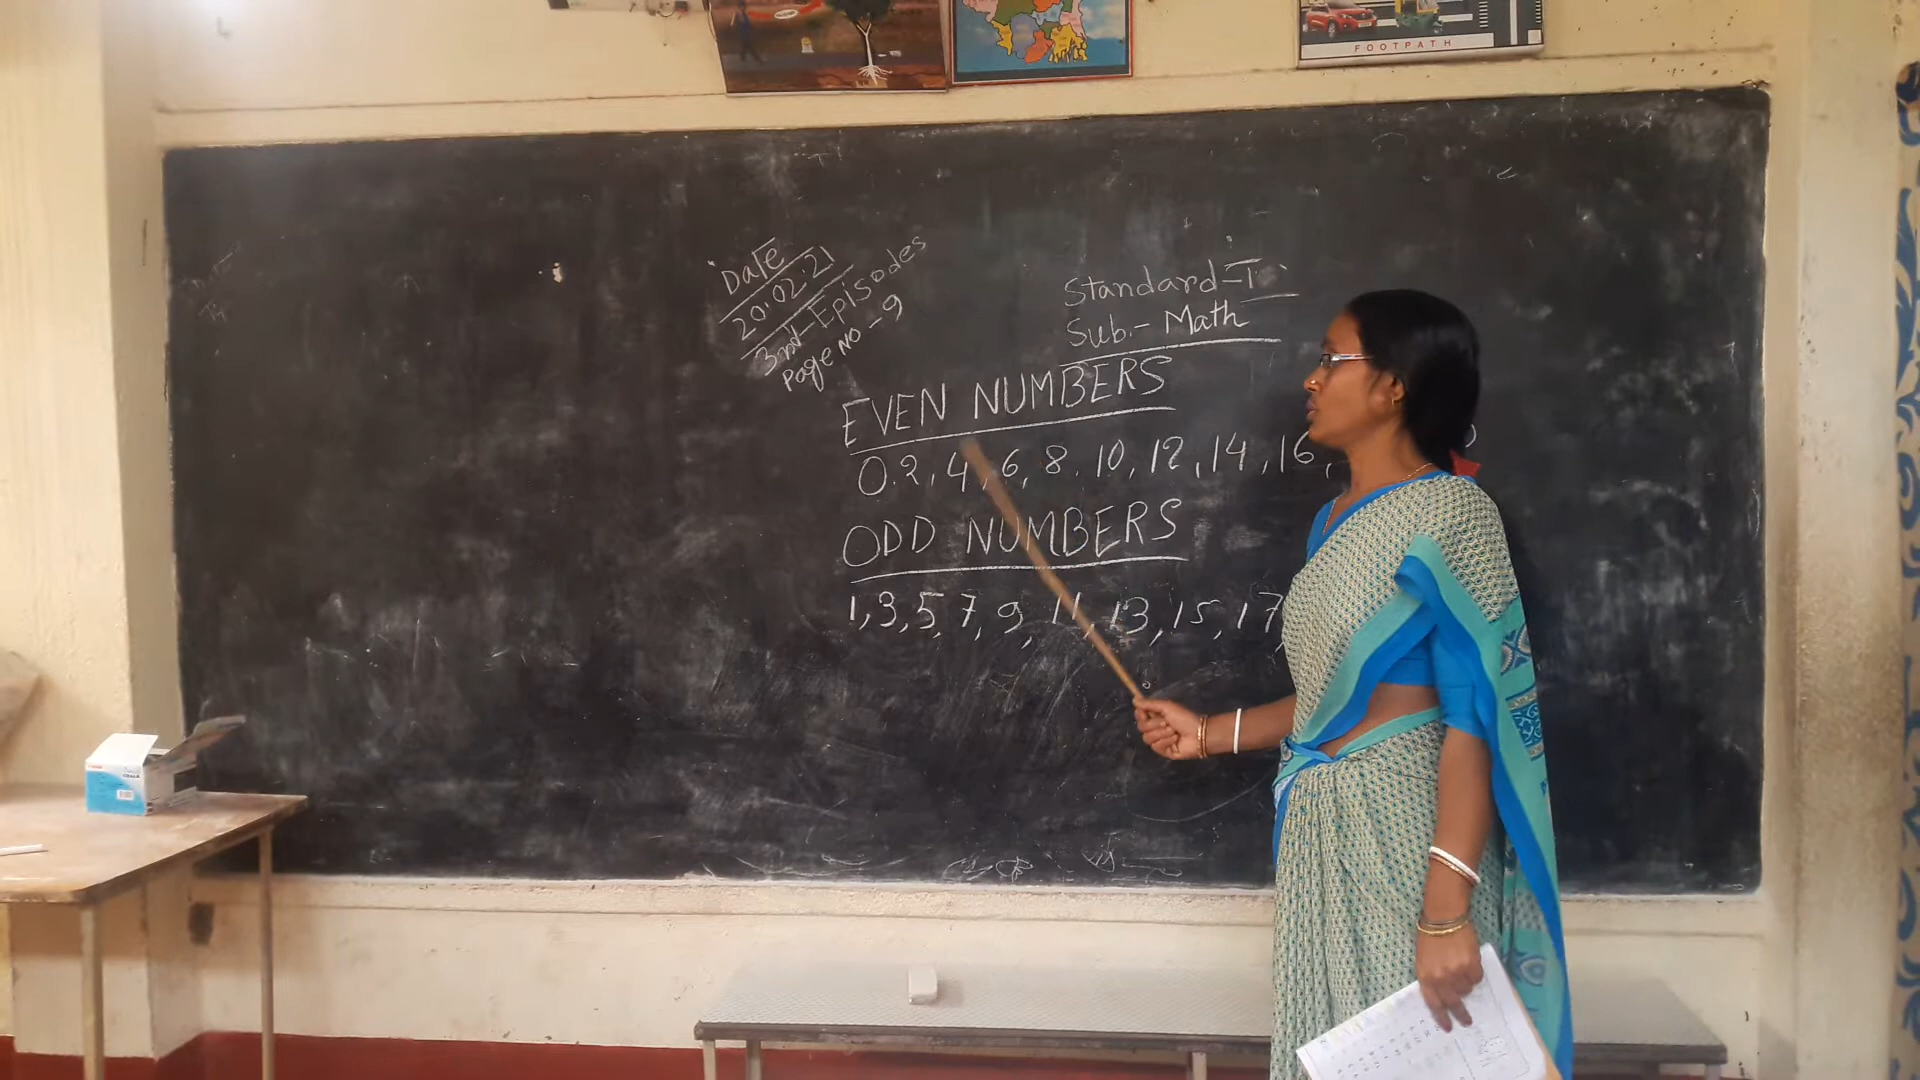 FOOTPATH
Date
20.02.21
3nd-Episodes
Page No-9
Standard-I
Sub.- Math
EVEN NUMBERS
0.2,4,6,8.10,12,14,16,
ODD NUMBERS
1,3,5,7,9,11,13,15,17,